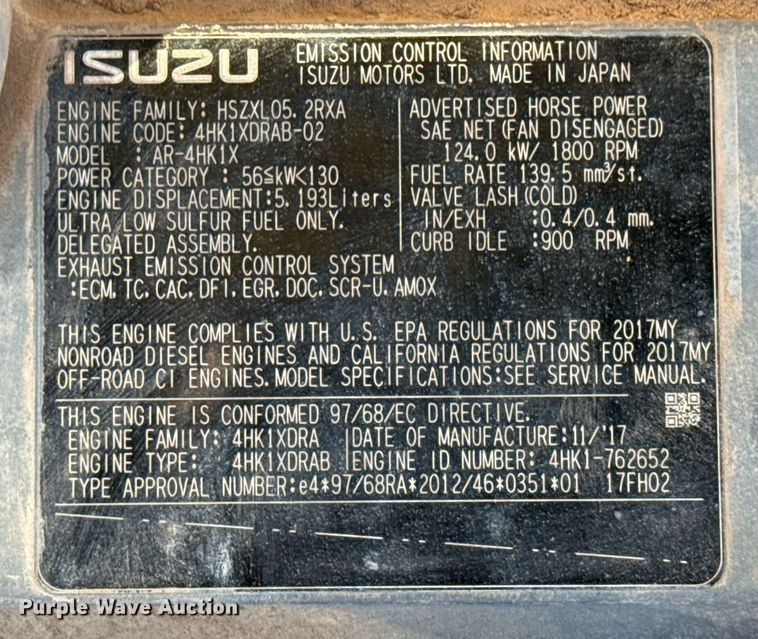 ISUZU
EMISSION CONTROL INFORMATION
ISUZU MOTORS LTD. MADE IN JAPAN
ENGINE FAMILY: HSZXL05.2RXA
ENGINE CODE: 4HK1XDRAB-02
MODEL : AR-4HK1X
POWER CATEGORY : 56≦kW<130
ENGINE DISPLACEMENT:5.193Liters
ULTRA LOW SULFUR FUEL ONLY.
DELEGATED ASSEMBLY.
ADVERTISED HORSE POWER
SAE NET(FAN DISENGAGED)
124.0 kW/ 1800 RPM
FUEL RATE 139.5 mm³/st.
VALVE LASH(COLD)
IN/EXH :0.4/0.4 mm.
CURB IDLE :900 RPM
EXHAUST EMISSION CONTROL SYSTEM
:ECM, TC, CAC, DFI, EGR, DOC, SCR-U, AMOX
THIS ENGINE COMPLIES WITH U.S. EPA REGULATIONS FOR 2017MY
NONROAD DIESEL ENGINES AND CALIFORNIA REGULATIONS FOR 2017MY
OFF-ROAD CI ENGINES. MODEL SPECIFICATIONS:SEE SERVICE MANUAL.
THIS ENGINE IS CONFORMED 97/68/EC DIRECTIVE.
ENGINE FAMILY: 4HK1XDRA DATE OF MANUFACTURE:11/'17
ENGINE TYPE: 4HK1XDRAB ENGINE ID NUMBER: 4HK1-762652
TYPE APPROVAL NUMBER:e4*97/68RA*2012/46*0351*01 17FH02
Purple Wave Auction